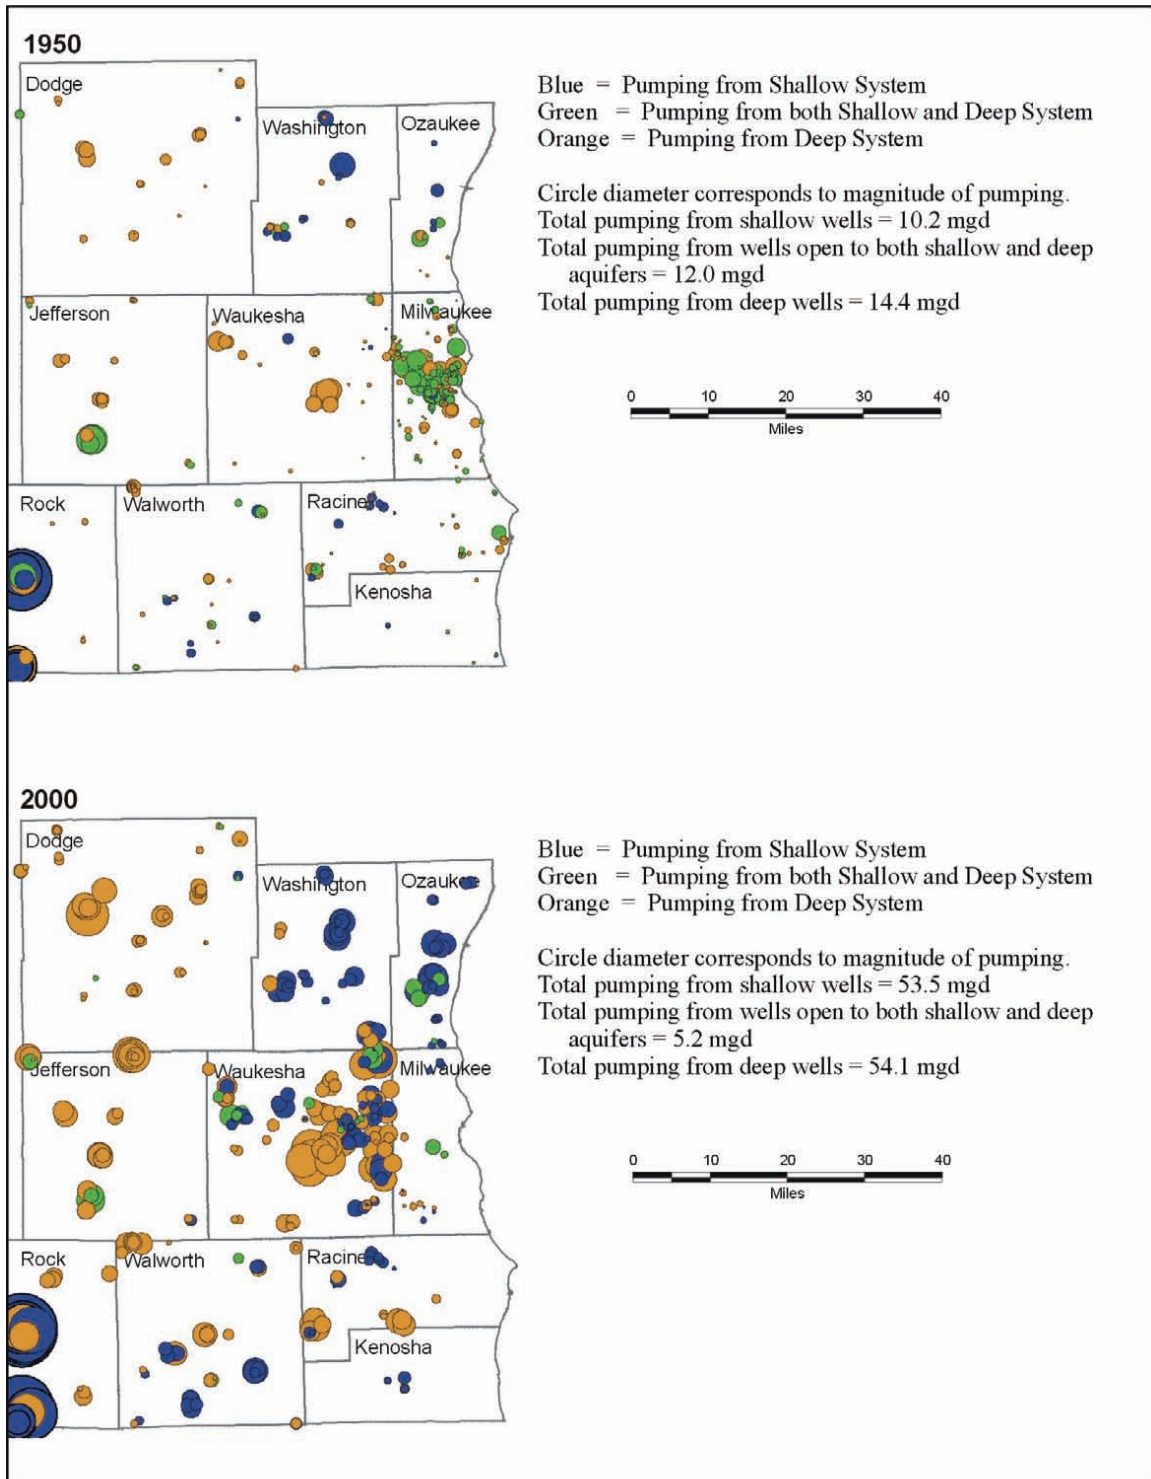 1950
Dodge
Washington
Ozaukee
Jefferson
Waukesha
Milwaukee
Rock
Walworth
Racine
Kenosha
Blue = Pumping from Shallow System
Green = Pumping from both Shallow and Deep System
Orange = Pumping from Deep System
Circle diameter corresponds to magnitude of pumping.
Total pumping from shallow wells = 10.2 mgd
Total pumping from wells open to both shallow and deep
aquifers = 12.0 mgd
Total pumping from deep wells = 14.4 mgd
0 10 20 30 40
Miles
2000
Dodge
Washington
Ozaukee
Jefferson
Waukesha
Milwaukee
Rock
Walworth
Racine
Kenosha
Blue = Pumping from Shallow System
Green = Pumping from both Shallow and Deep System
Orange = Pumping from Deep System
Circle diameter corresponds to magnitude of pumping.
Total pumping from shallow wells = 53.5 mgd
Total pumping from wells open to both shallow and deep
aquifers = 5.2 mgd
Total pumping from deep wells = 54.1 mgd
0 10 20 30 40
Miles